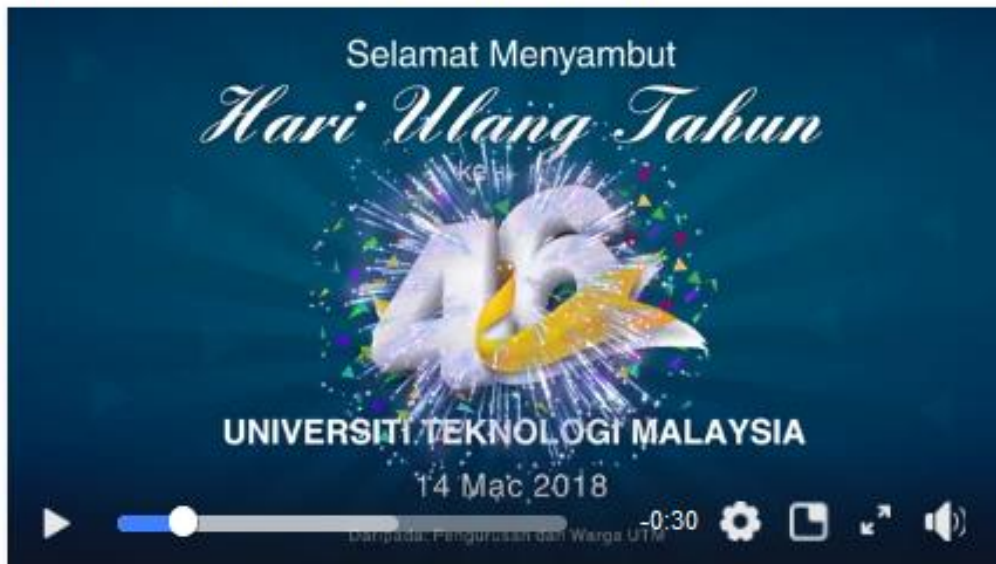 Selamat Menyambut
Hari Ulang Tahun
ke
46
UNIVERSITI TEKNOLOGI MALAYSIA
14 Mac 2018
-0:30
Daripada: Pengurusan dan Warga UTM